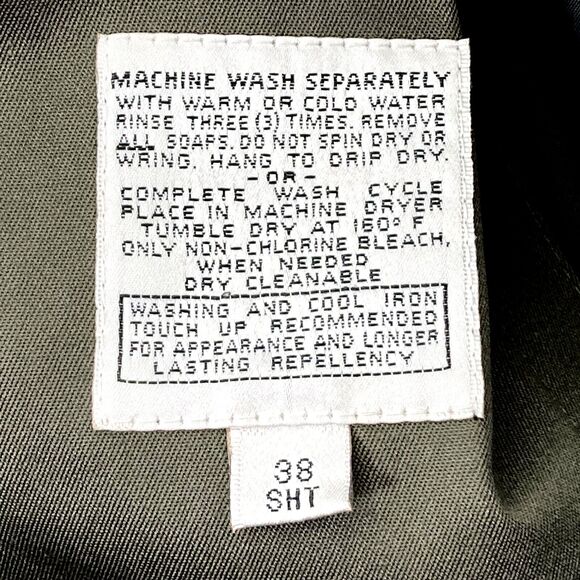 MACHINE WASH SEPARATELY
WITH WARM OR COLD WATER
RINSE THREE (3) TIMES. REMOVE
ALL SOAPS. DO NOT SPIN DRY OR
WRING. HANG TO DRIP DRY.
-OR-
COMPLETE WASH CYCLE
PLACE IN MACHINE DRYER
TUMBLE DRY AT 160° F
ONLY NON-CHLORINE BLEACH,
WHEN NEEDED
DRY CLEANABLE
WASHING AND COOL IRON
TOUCH UP RECOMMENDED
FOR APPEARANCE AND LONGER
LASTING REPELLENCY
38
SHT